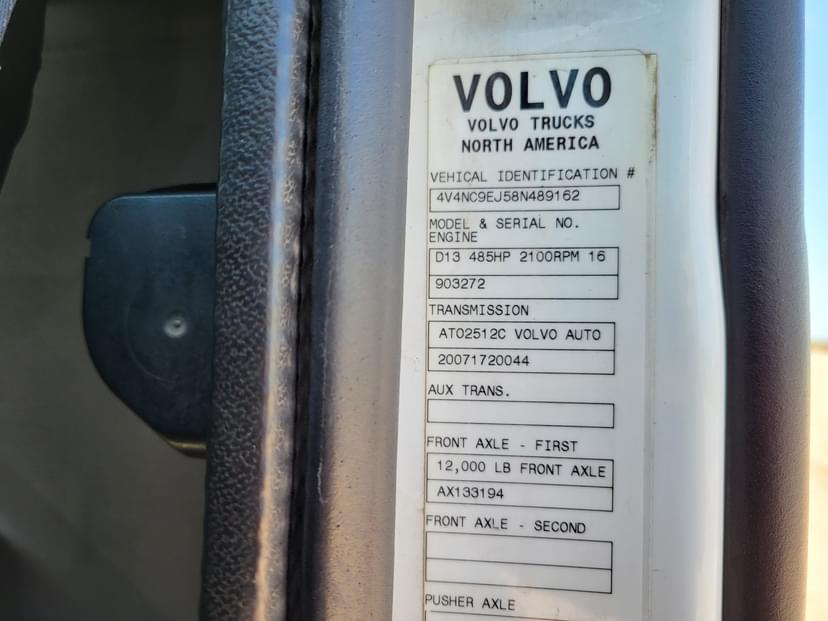 VOLVO
VOLVO TRUCKS
NORTH AMERICA
VEHICAL IDENTIFICATION #
4V4NC9EJ58N489162
MODEL & SERIAL NO.
ENGINE
D13 485HP 2100RPM 16
903272
TRANSMISSION
ATO2512C VOLVO AUTO
20071720044
AUX TRANS.
FRONT AXLE - FIRST
12,000 LB FRONT AXLE
AX133194
FRONT AXLE - SECOND
PUSHER AXLE